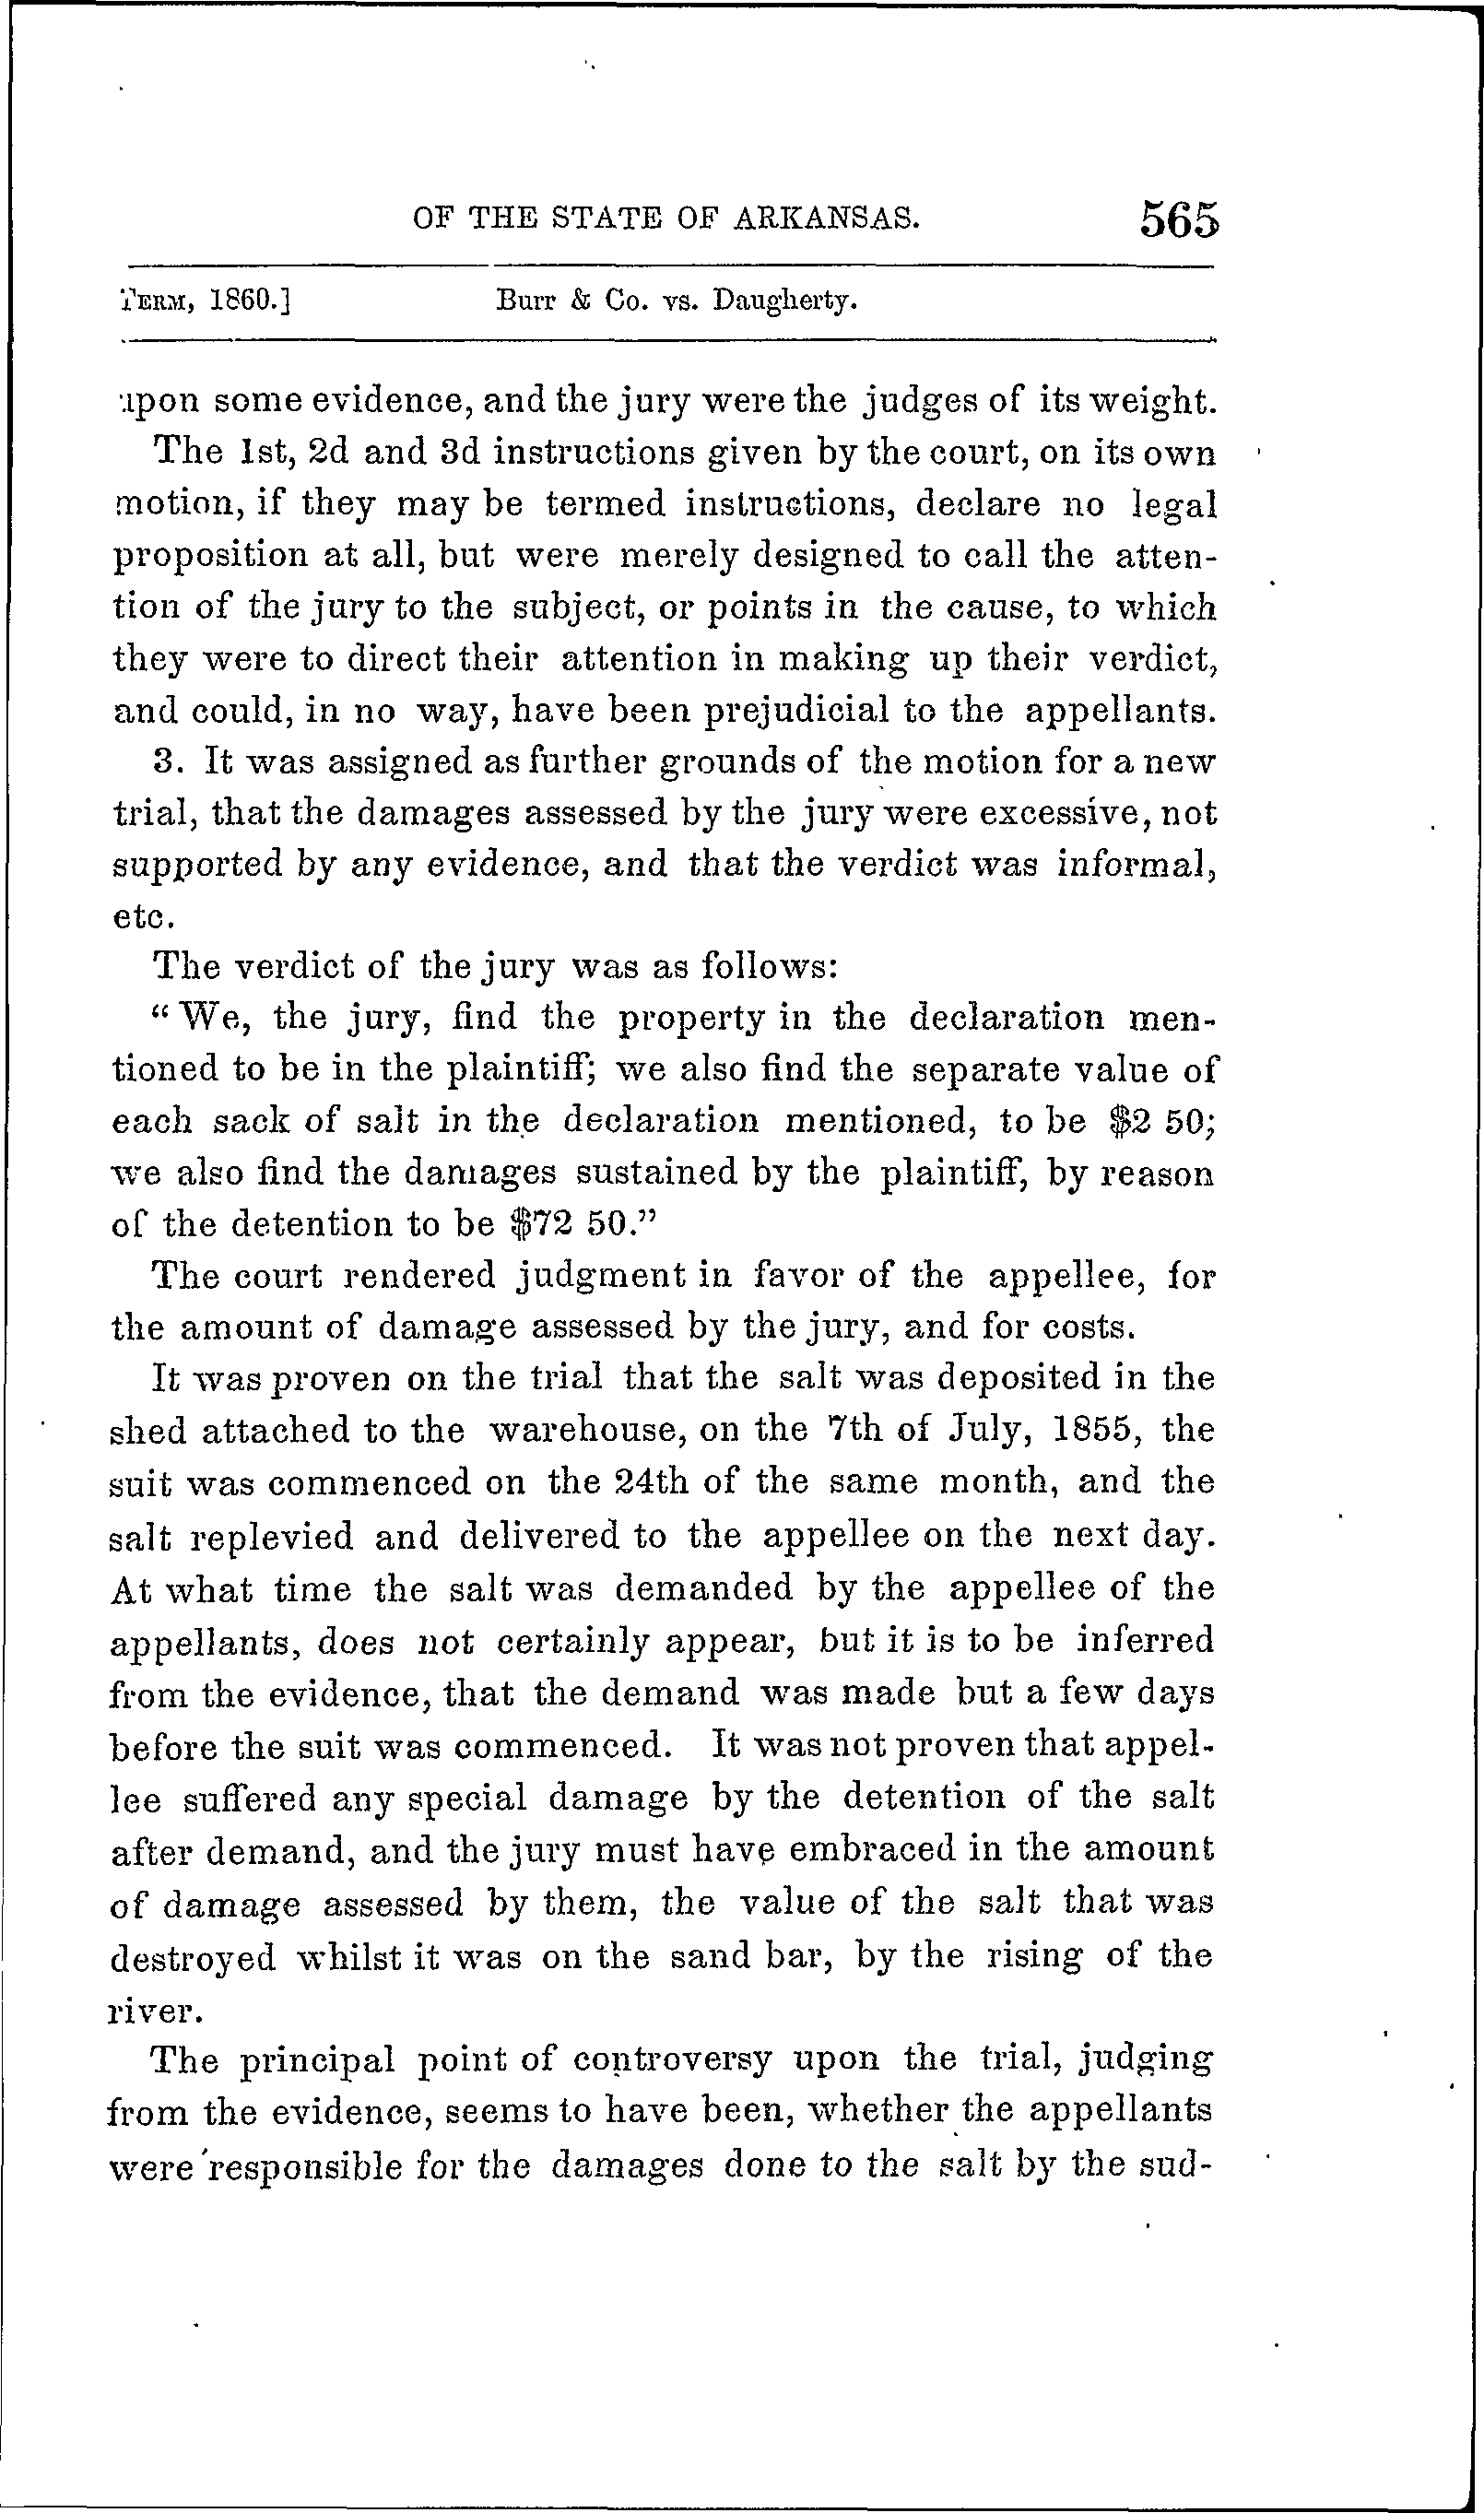 OF THE STATE OF ARKANSAS. 565
TERM, 1860.] Burr & Co. vs. Daugherty.
upon some evidence, and the jury were the judges of its weight.
The 1st, 2d and 3d instructions given by the court, on its own
motion, if they may be termed instructions, declare no legal
proposition at all, but were merely designed to call the atten-
tion of the jury to the subject, or points in the cause, to which
they were to direct their attention in making up their verdict,
and could, in no way, have been prejudicial to the appellants.
3. It was assigned as further grounds of the motion for a new
trial, that the damages assessed by the jury were excessive, not
supported by any evidence, and that the verdict was informal,
etc.
The verdict of the jury was as follows:
"We, the jury, find the property in the declaration men-
tioned to be in the plaintiff; we also find the separate value of
each sack of salt in the declaration mentioned, to be $2 50;
we also find the damages sustained by the plaintiff, by reason
of the detention to be $72 50."
The court rendered judgment in favor of the appellee, for
the amount of damage assessed by the jury, and for costs.
It was proven on the trial that the salt was deposited in the
shed attached to the warehouse, on the 7th of July, 1855, the
suit was commenced on the 24th of the same month, and the
salt replevied and delivered to the appellee on the next day.
At what time the salt was demanded by the appellee of the
appellants, does not certainly appear, but it is to be inferred
from the evidence, that the demand was made but a few days
before the suit was commenced. It was not proven that appel-
lee suffered any special damage by the detention of the salt
after demand, and the jury must have embraced in the amount
of damage assessed by them, the value of the salt that was
destroyed whilst it was on the sand bar, by the rising of the
river.
The principal point of controversy upon the trial, judging
from the evidence, seems to have been, whether the appellants
were responsible for the damages done to the salt by the sud-